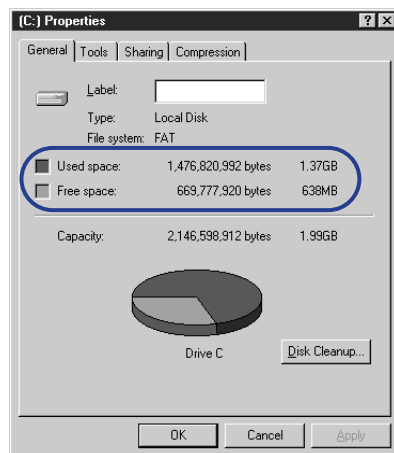 (C:) Properties
General Tools Sharing Compression
Label:
Type: Local Disk
File system: FAT
Used space: 1,476,820,992 bytes 1.37GB
Free space: 669,777,920 bytes 638MB
Capacity: 2,146,598,912 bytes 1.99GB
Drive C
Disk Cleanup...
OK Cancel Apply